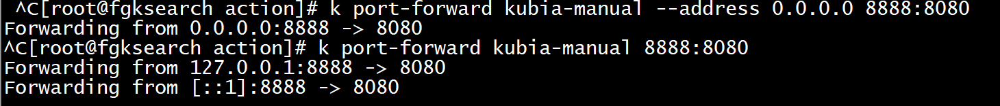 ^C[root@fgksearch action]# k port-forward kubia-manual --address 0.0.0.0 8888:8080
Forwarding from 0.0.0.0:8888 -> 8080
^C[root@fgksearch action]# k port-forward kubia-manual 8888:8080
Forwarding from 127.0.0.1:8888 -> 8080
Forwarding from [::1]:8888 -> 8080